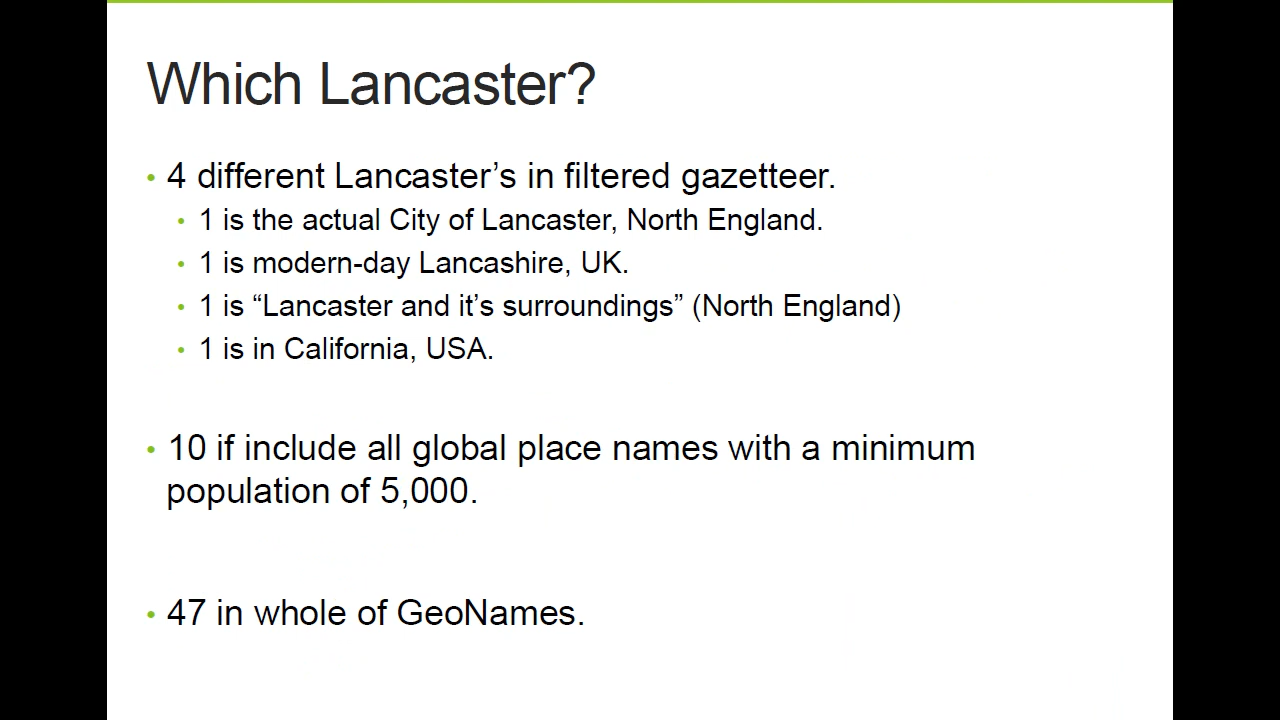 Which Lancaster?
• 4 different Lancaster’s in filtered gazetteer.
• 1 is the actual City of Lancaster, North England.
• 1 is modern-day Lancashire, UK.
• 1 is “Lancaster and it’s surroundings” (North England)
• 1 is in California, USA.
• 10 if include all global place names with a minimum
population of 5,000.
• 47 in whole of GeoNames.